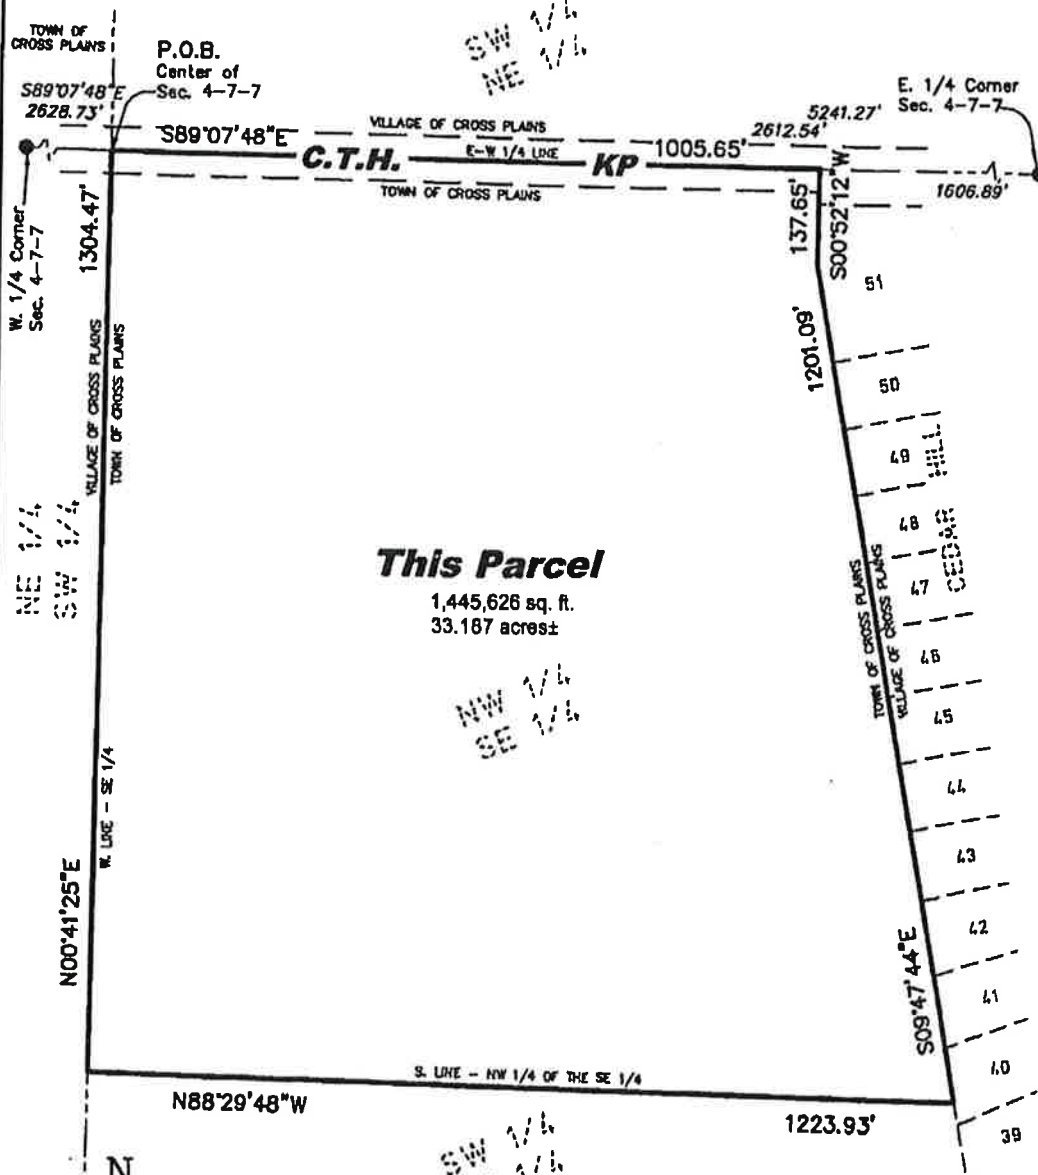 SW 1/4
NE 1/4
TOWN OF
CROSS PLAINS
P.O.B.
Center of
Sec. 4-7-7
S89°07'48"E
2628.73'
E. 1/4 Corner
Sec. 4-7-7
5241.27'
2612.54'
VILLAGE OF CROSS PLAINS
S89°07'48"E
C.T.H.
E-W 1/4 LINE
KP
1005.65'
TOWN OF CROSS PLAINS
1606.89'
W. 1/4 Corner
Sec. 4-7-7
1304.47'
137.65'
S00°52'12"W
51
1201.09'
50
49
48
47
46
45
44
43
42
41
40
39
CEDAR HILL
VILLAGE OF CROSS PLAINS
TOWN OF CROSS PLAINS
NE 1/4
SW 1/4
This Parcel
1,445,626 sq. ft.
33.187 acres±
TOWN OF CROSS PLAINS
VILLAGE OF CROSS PLAINS
NW 1/4
SE 1/4
W. LINE - SE 1/4
N00°41'25"E
S09°47'44"E
S. LINE - NW 1/4 OF THE SE 1/4
N88°29'48"W
1223.93'
SW 1/4
N